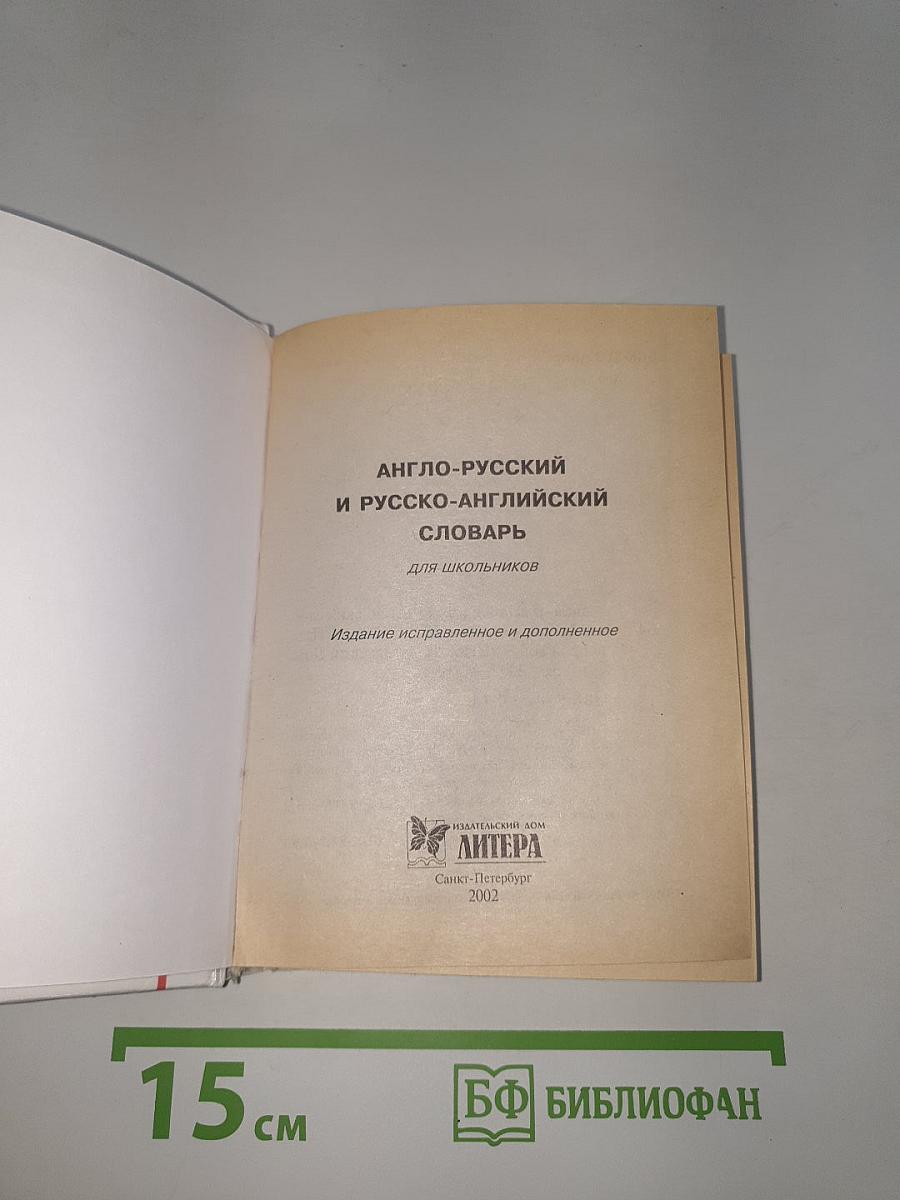 АНГЛО-РУССКИЙ
И РУССКО-АНГЛИЙСКИЙ
СЛОВАРЬ
для школьников
Издание исправленное и дополненное
ИЗДАТЕЛЬСКИЙ ДОМ
ЛИТЕРА
Санкт-Петербург
2002
15 см
БФ БИБЛИОФАН